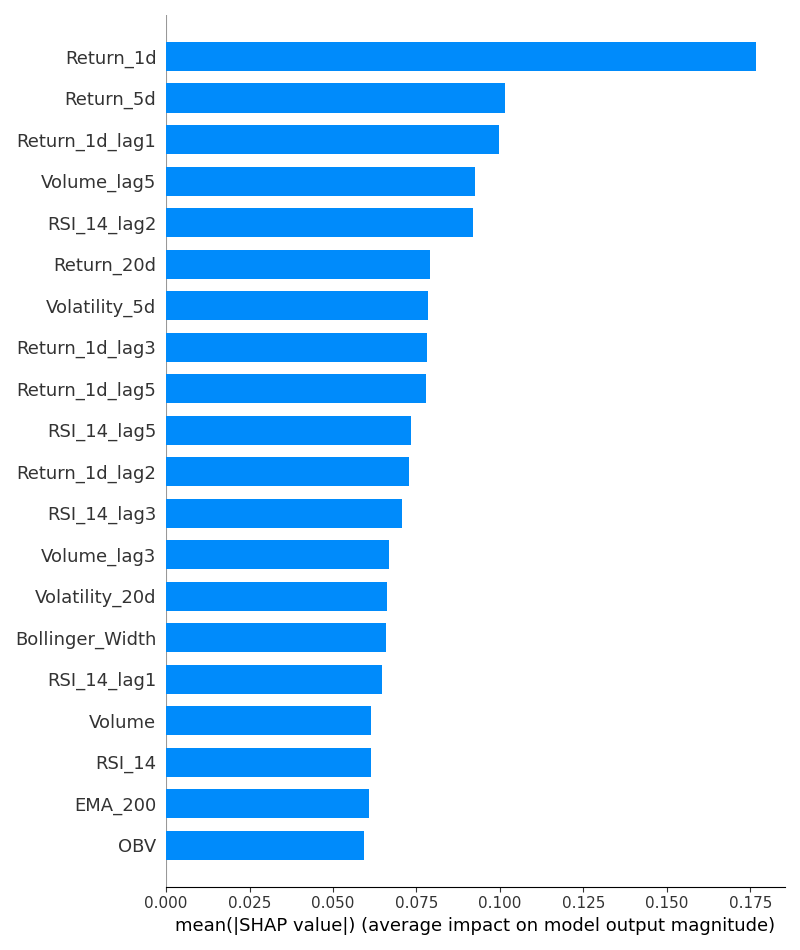 Return_1d
Return_5d
Return_1d_lag1
Volume_lag5
RSI_14_lag2
Return_20d
Volatility_5d
Return_1d_lag3
Return_1d_lag5
RSI_14_lag5
Return_1d_lag2
RSI_14_lag3
Volume_lag3
Volatility_20d
Bollinger_Width
RSI_14_lag1
Volume
RSI_14
EMA_200
OBV
0.000 0.025 0.050 0.075 0.100 0.125 0.150 0.175
mean(|SHAP value|) (average impact on model output magnitude)